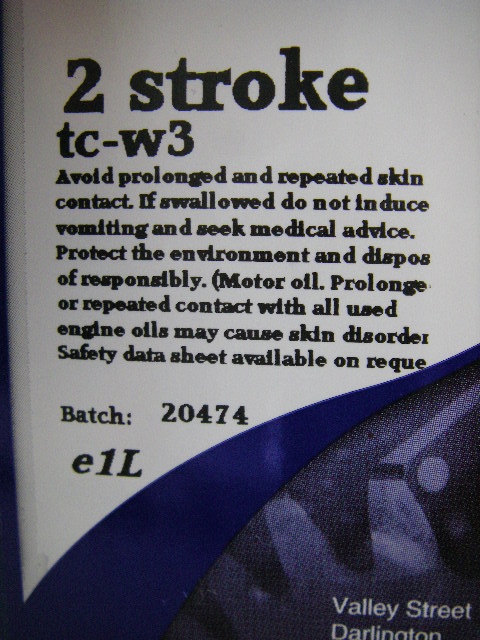 2 stroke
tc-w3
Avoid prolonged and repeated skin
contact. If swallowed do not induce
vomiting and seek medical advice.
Protect the environment and dispos
of responsibly. (Motor oil. Prolonge
or repeated contact with all used
engine oils may cause skin disorder
Safety data sheet available on reque
Batch: 20474
e1L
Valley Street
Darlington